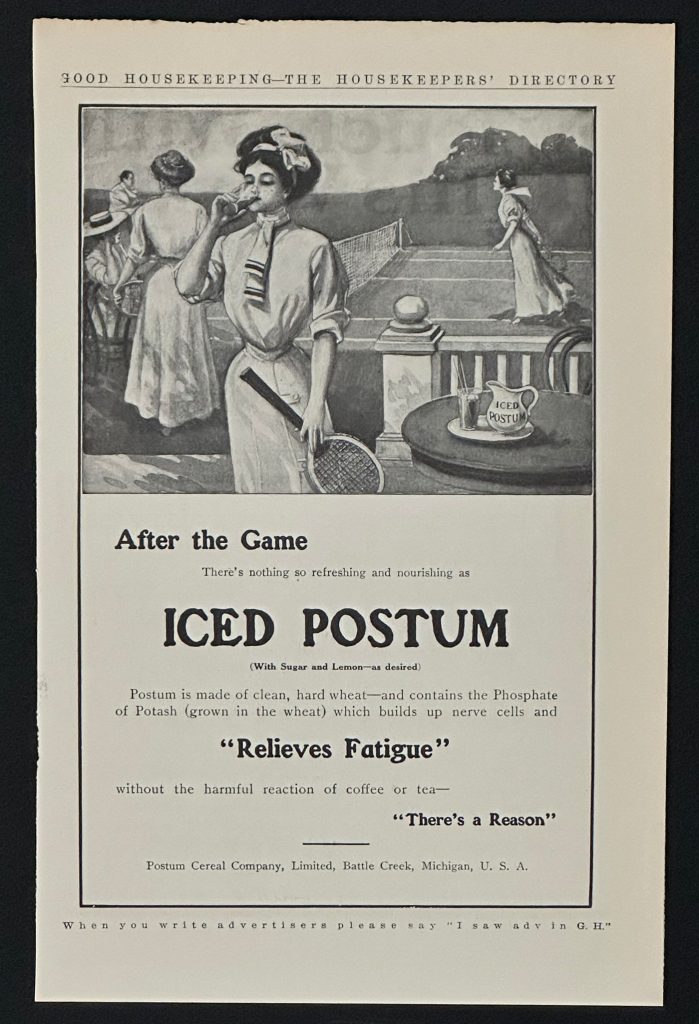 GOOD HOUSEKEEPING—THE HOUSEKEEPERS' DIRECTORY
ICED
POSTUM
After the Game
There's nothing so refreshing and nourishing as
ICED POSTUM
(With Sugar and Lemon—as desired)
Postum is made of clean, hard wheat—and contains the Phosphate
of Potash (grown in the wheat) which builds up nerve cells and
"Relieves Fatigue"
without the harmful reaction of coffee or tea—
"There's a Reason"
Postum Cereal Company, Limited, Battle Creek, Michigan, U. S. A.
When you write advertisers please say "I saw adv in G. H."